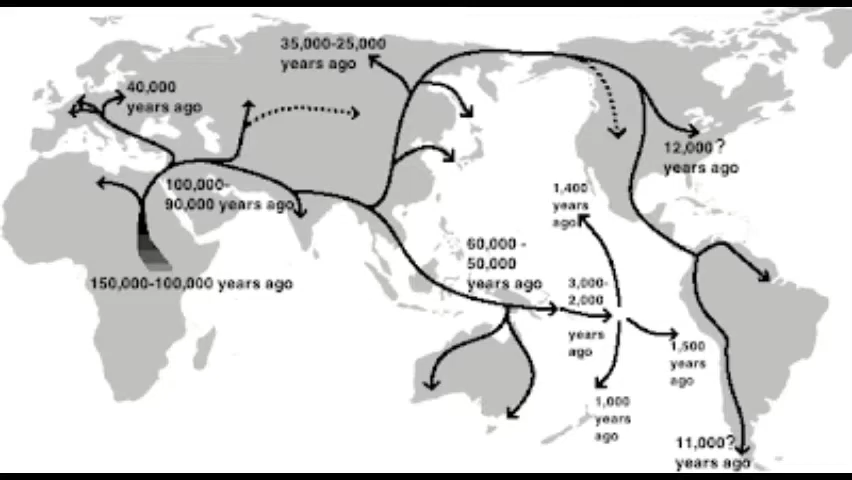 35,000-25,000
years ago
40,000
years ago
12,000?
years ago
100,000-
90,000 years ago
1,400
years
ago
60,000 -
50,000
years ago
150,000-100,000 years ago
3,000-
2,000
years
ago
1,500
years
ago
1,000
years
ago
11,000?
years ago